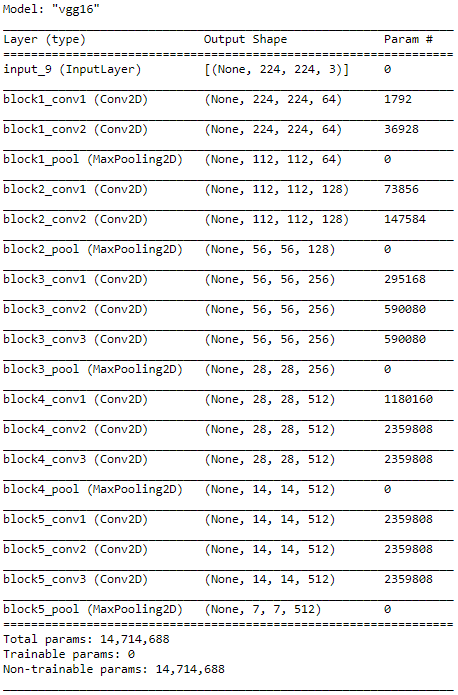 Model: "vgg16"
_________________________________________________________________
Layer (type)                 Output Shape              Param #
=================================================================
input_9 (InputLayer)         [(None, 224, 224, 3)]     0
_________________________________________________________________
block1_conv1 (Conv2D)        (None, 224, 224, 64)      1792
_________________________________________________________________
block1_conv2 (Conv2D)        (None, 224, 224, 64)      36928
_________________________________________________________________
block1_pool (MaxPooling2D)   (None, 112, 112, 64)      0
_________________________________________________________________
block2_conv1 (Conv2D)        (None, 112, 112, 128)     73856
_________________________________________________________________
block2_conv2 (Conv2D)        (None, 112, 112, 128)     147584
_________________________________________________________________
block2_pool (MaxPooling2D)   (None, 56, 56, 128)       0
_________________________________________________________________
block3_conv1 (Conv2D)        (None, 56, 56, 256)       295168
_________________________________________________________________
block3_conv2 (Conv2D)        (None, 56, 56, 256)       590080
_________________________________________________________________
block3_conv3 (Conv2D)        (None, 56, 56, 256)       590080
_________________________________________________________________
block3_pool (MaxPooling2D)   (None, 28, 28, 256)       0
_________________________________________________________________
block4_conv1 (Conv2D)        (None, 28, 28, 512)       1180160
_________________________________________________________________
block4_conv2 (Conv2D)        (None, 28, 28, 512)       2359808
_________________________________________________________________
block4_conv3 (Conv2D)        (None, 28, 28, 512)       2359808
_________________________________________________________________
block4_pool (MaxPooling2D)   (None, 14, 14, 512)       0
_________________________________________________________________
block5_conv1 (Conv2D)        (None, 14, 14, 512)       2359808
_________________________________________________________________
block5_conv2 (Conv2D)        (None, 14, 14, 512)       2359808
_________________________________________________________________
block5_conv3 (Conv2D)        (None, 14, 14, 512)       2359808
_________________________________________________________________
block5_pool (MaxPooling2D)   (None, 7, 7, 512)         0
=================================================================
Total params: 14,714,688
Trainable params: 0
Non-trainable params: 14,714,688
_________________________________________________________________